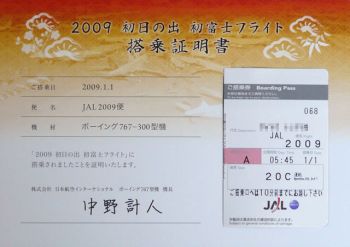 2009 初日の出 初富士フライト
搭乗証明書
ご搭乗日 2009.1.1
便 名 JAL2009便
機 材 ボーイング767-300型機
「2009 初日の出 初富士フライト」に
搭乗されましたことを証明いたします。
株式会社 日本航空インターナショナル ボーイング767型機 機長
中野計人
ご搭乗券 Boarding Pass
068
JAL 2009
A 05:45 1/1
20C 通路
ご搭乗口へは10分前までにお越し下さい
JAL